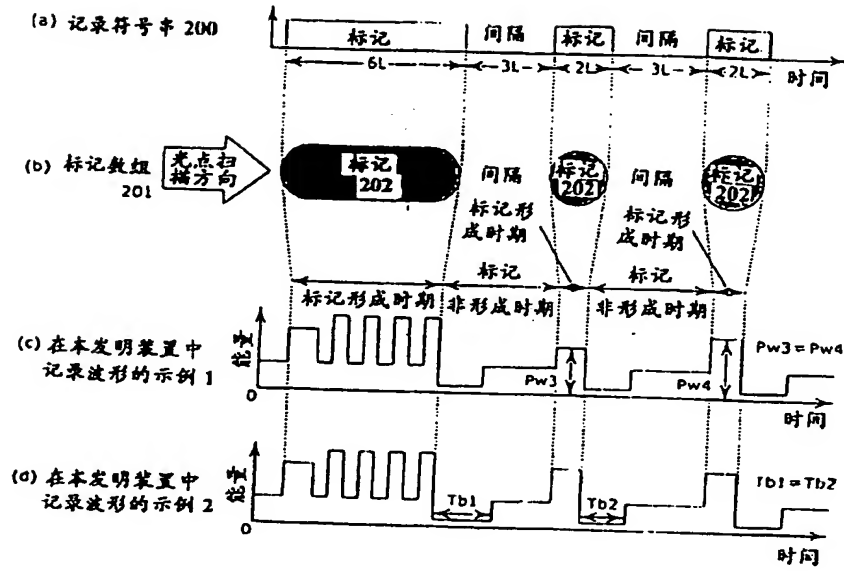 (a) 记录符号串 200
标记 间隔 标记 间隔 标记
6L 3L 2L 3L 2L
时间
(b) 标记数组
201
光点扫
描方向
标记
202
间隔
标记
202
间隔
标记
202
标记形
成时期
标记形
成时期
标记形成时期
标记
非形成时期
标记
非形成时期
(c) 在本发明装置中
记录波形的示例 1
能量
0
Pw3
Pw4
Pw3=Pw4
时间
(d) 在本发明装置中
记录波形的示例 2
能量
0
Tb1
Tb2
Tb1=Tb2
时间